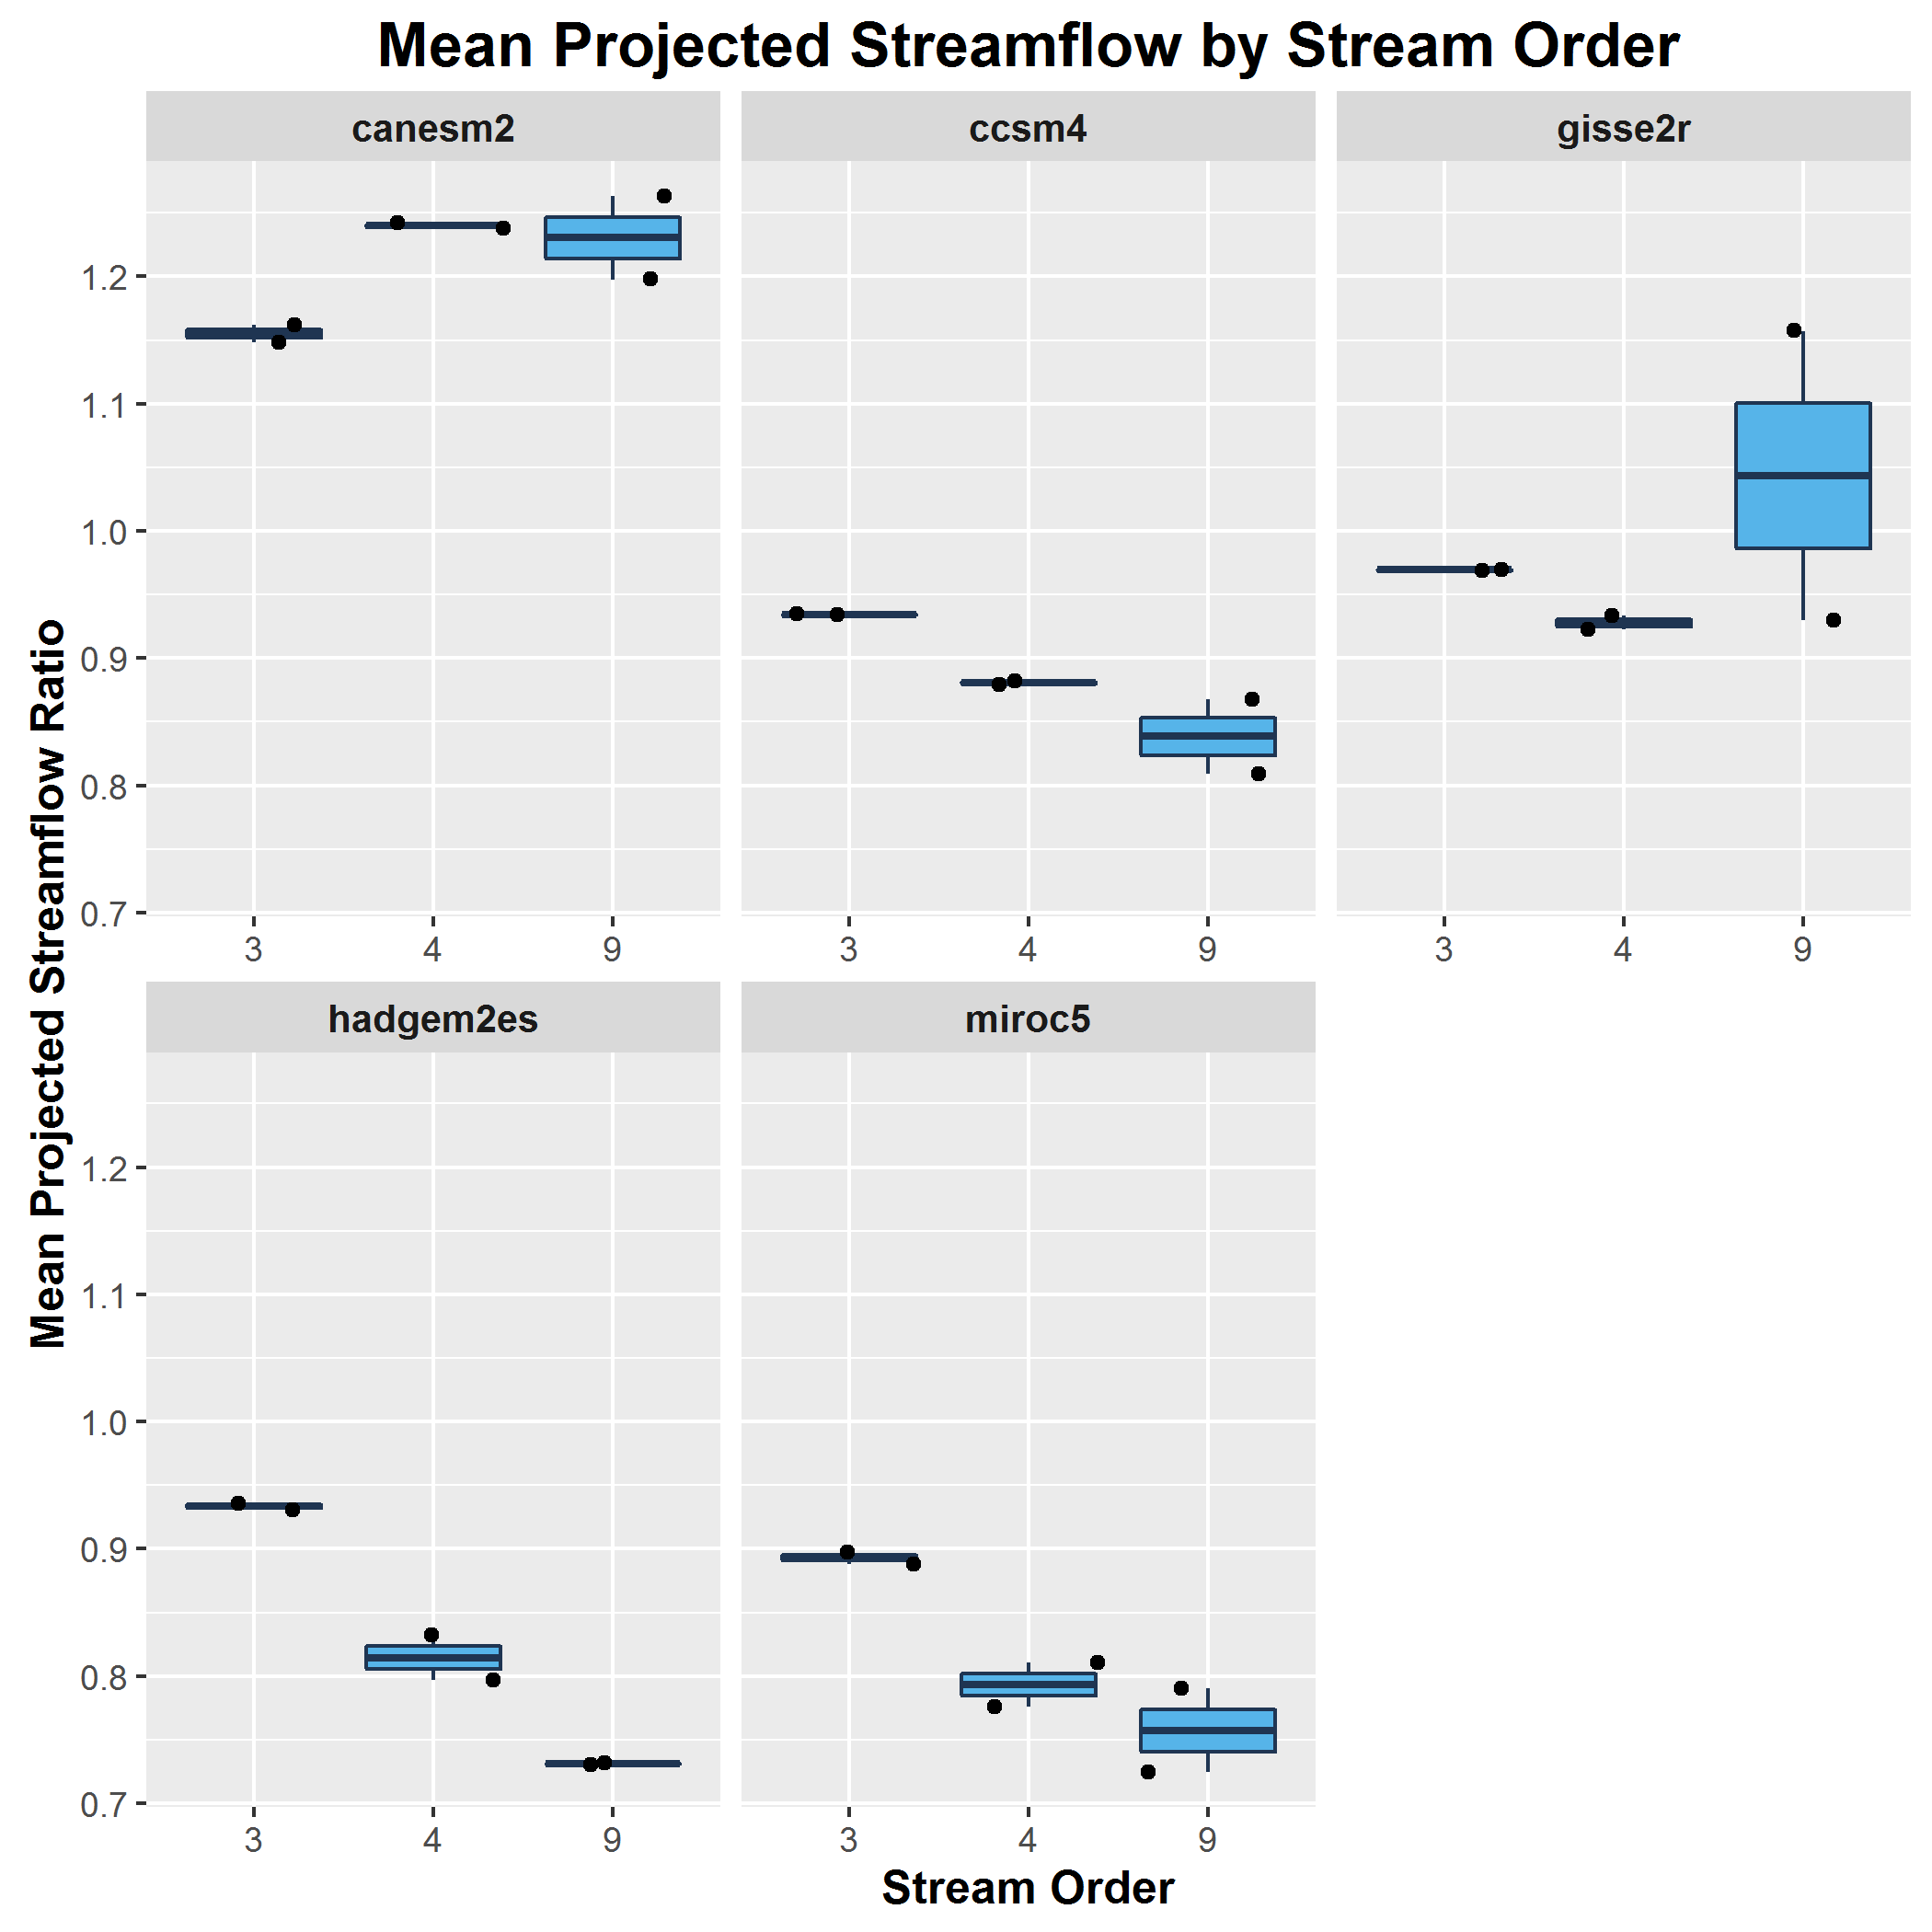 Mean Projected Streamflow by Stream Order
canesm2 ccsm4 gisse2r
1.2
1.1
1.0
0.9
0.8
0.7
3 4 9 3 4 9 3 4 9
Mean Projected Streamflow Ratio
hadgem2es miroc5
1.2
1.1
1.0
0.9
0.8
0.7
3 4 9 3 4 9
Stream Order